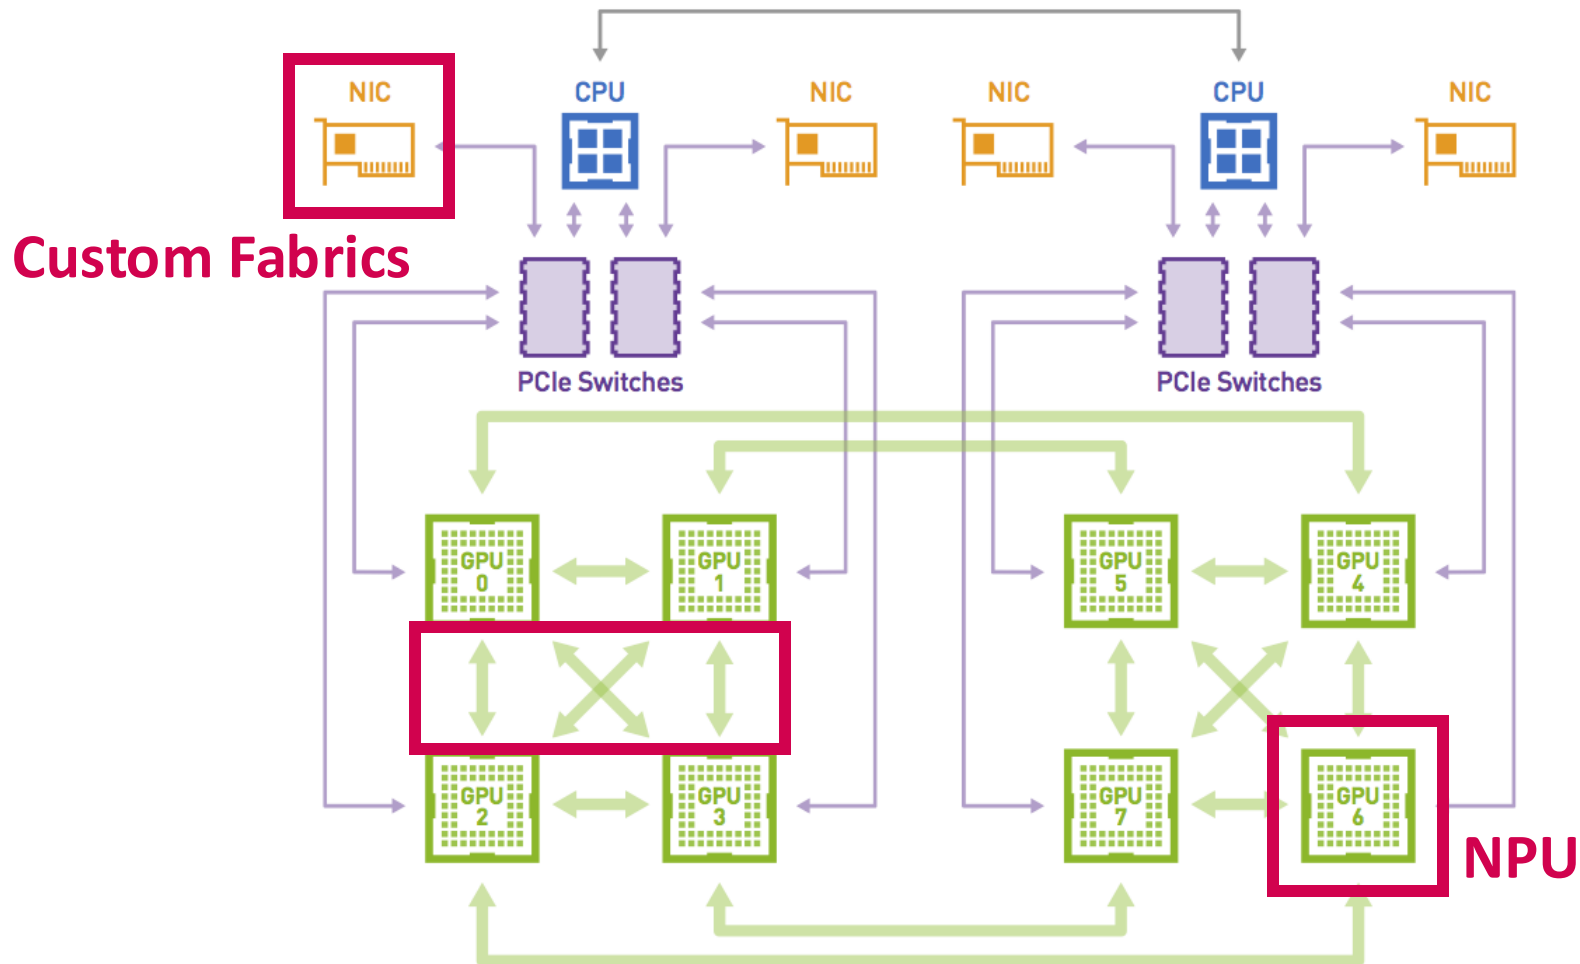 NIC
CPU
NIC
NIC
CPU
NIC
Custom Fabrics
PCIe Switches
PCIe Switches
GPU
0
GPU
1
GPU
5
GPU
4
GPU
2
GPU
3
GPU
7
GPU
6
NPU